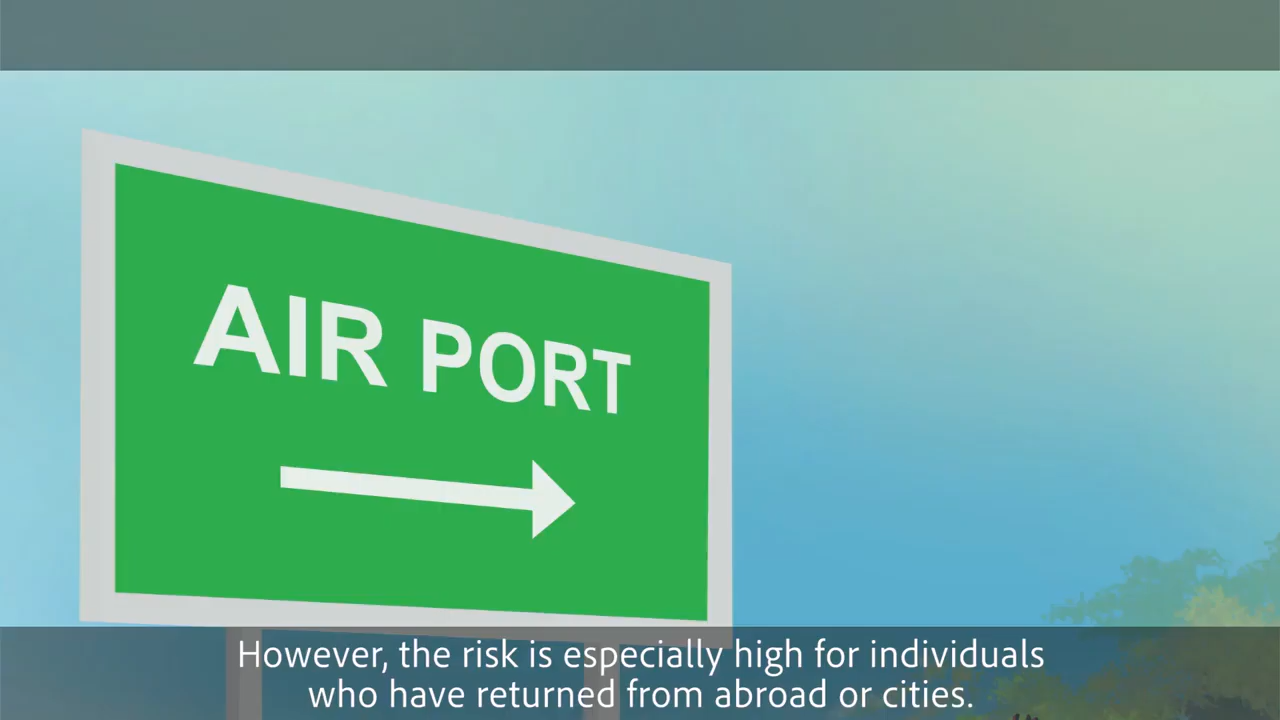 AIR PORT
However, the risk is especially high for individuals
who have returned from abroad or cities.